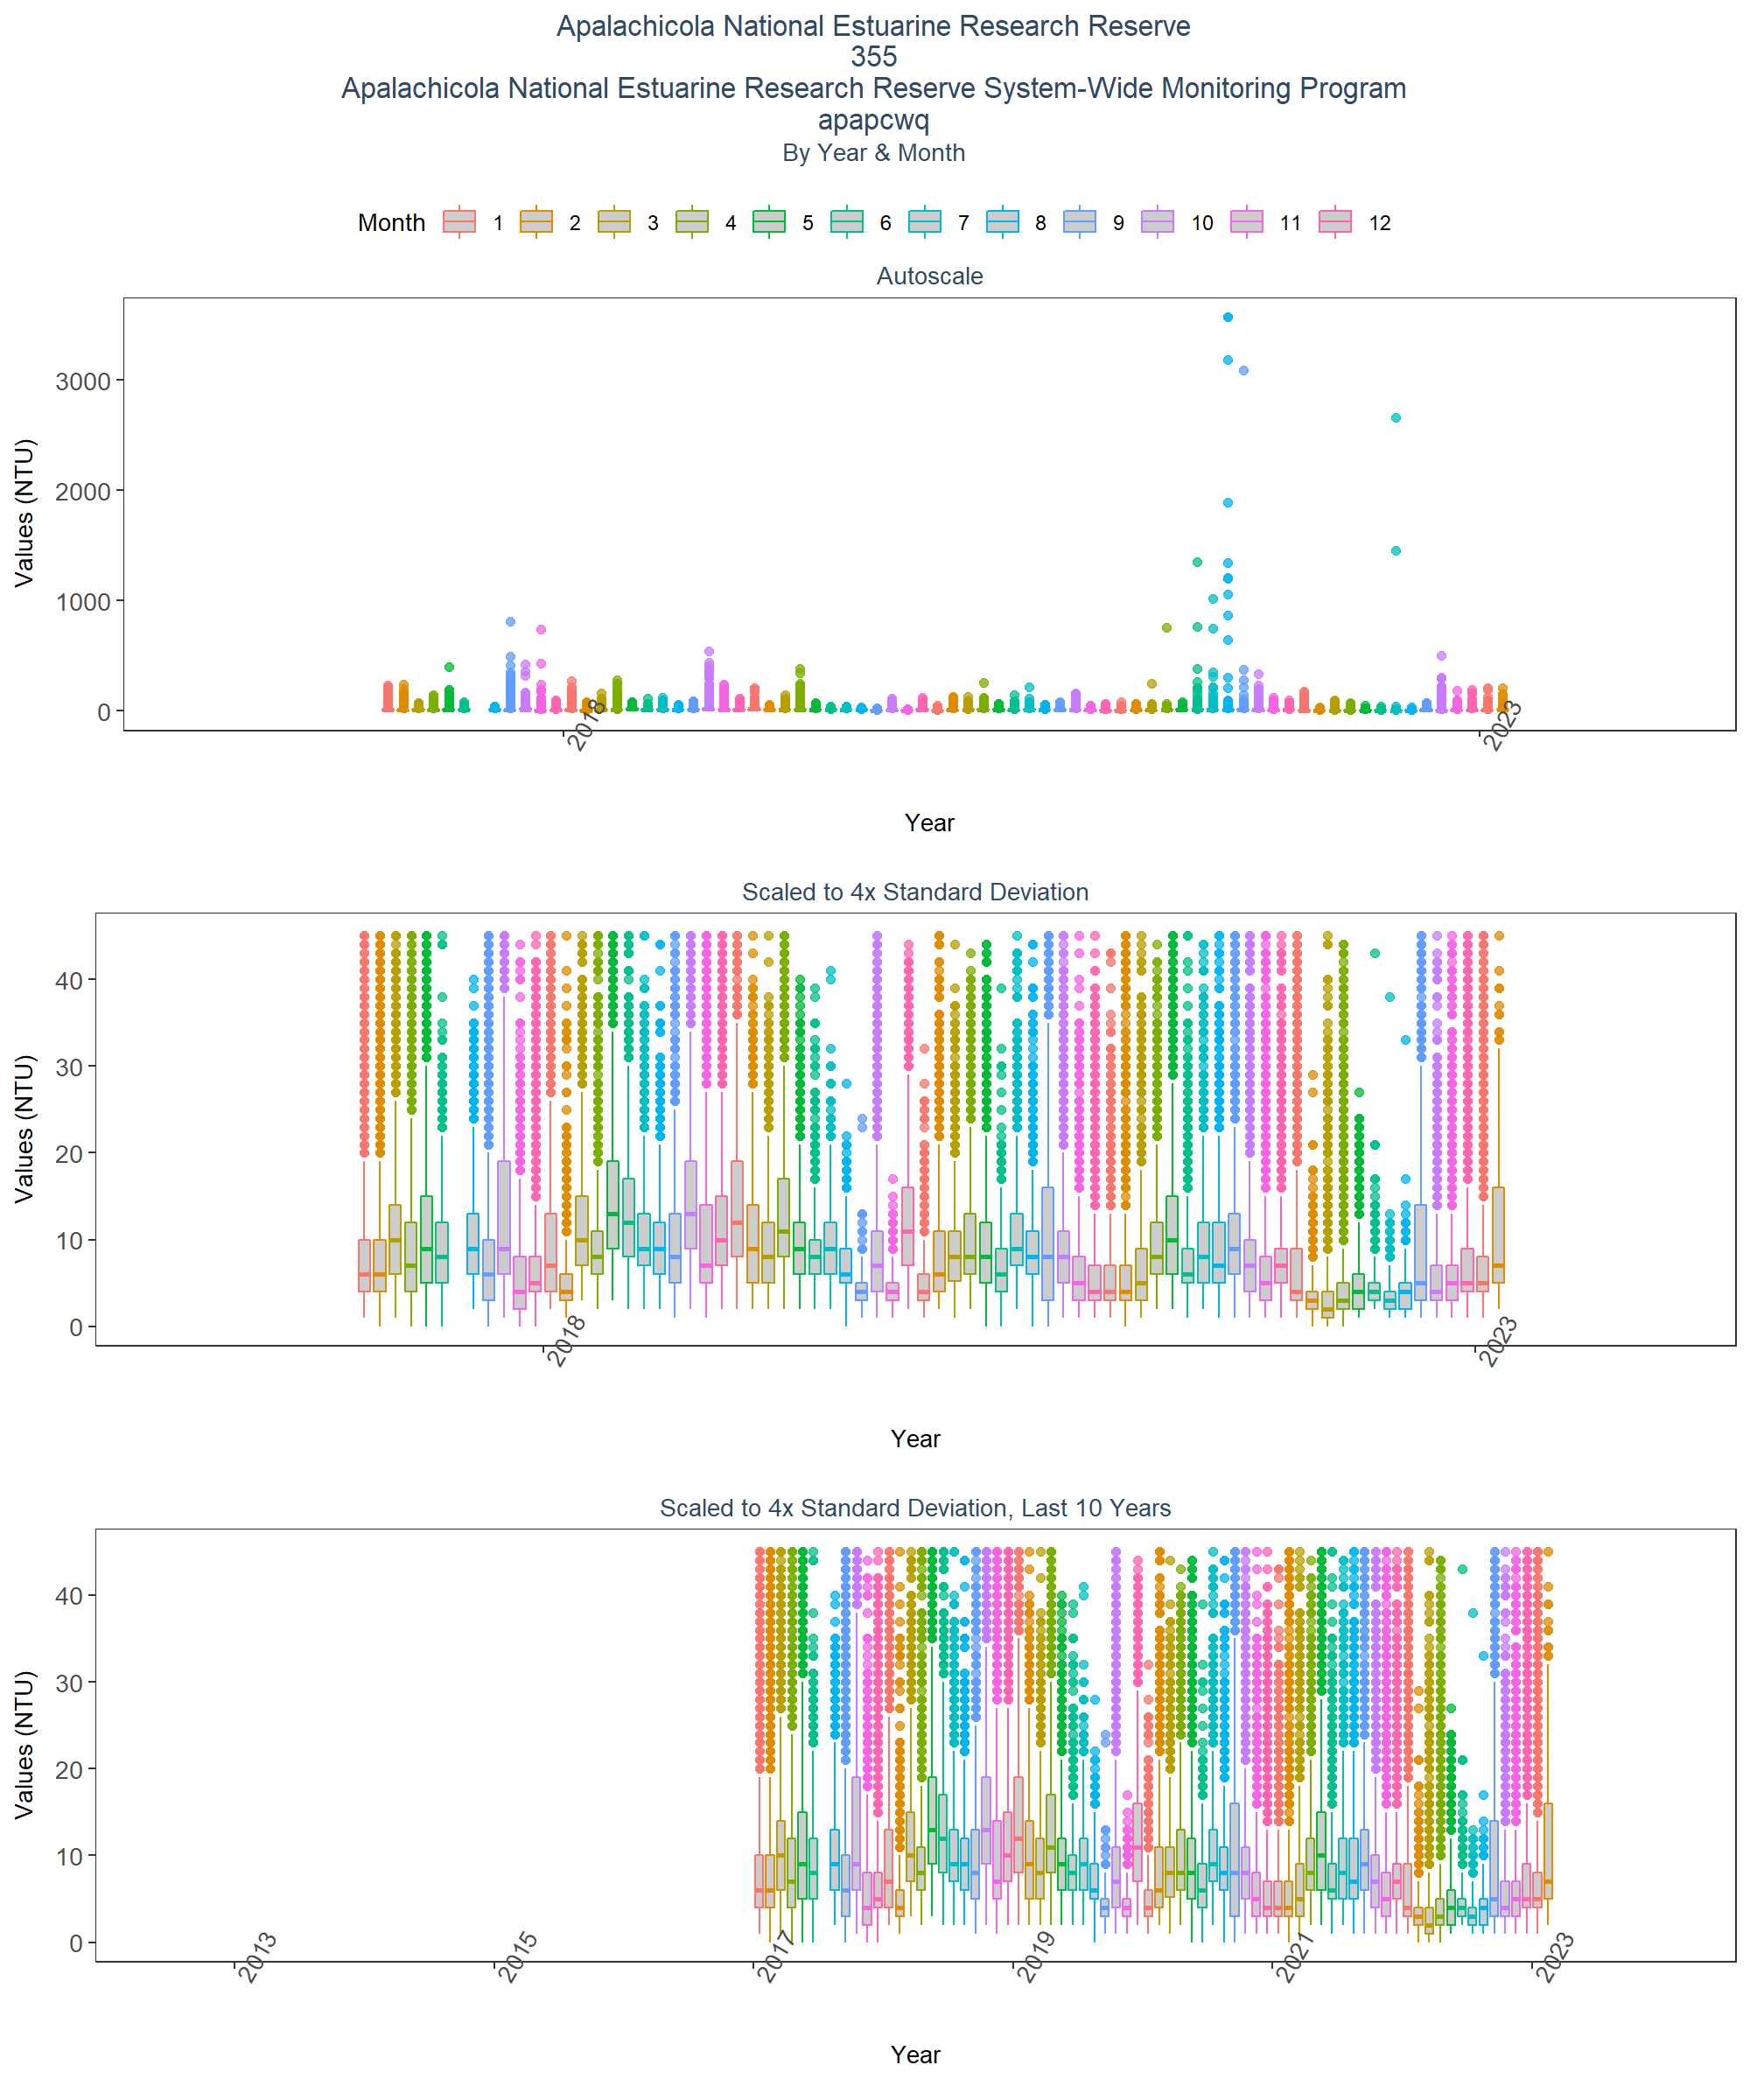 Apalachicola National Estuarine Research Reserve
355
Apalachicola National Estuarine Research Reserve System-Wide Monitoring Program
apapcwq
By Year & Month
Month 1 2 3 4 5 6 7 8 9 10 11 12
Autoscale
Values (NTU)
3000
2000
1000
0
2018 2023
Year
Scaled to 4x Standard Deviation
Values (NTU)
40
30
20
10
0
2018 2023
Year
Scaled to 4x Standard Deviation, Last 10 Years
Values (NTU)
40
30
20
10
0
2013 2015 2017 2019 2021 2023
Year